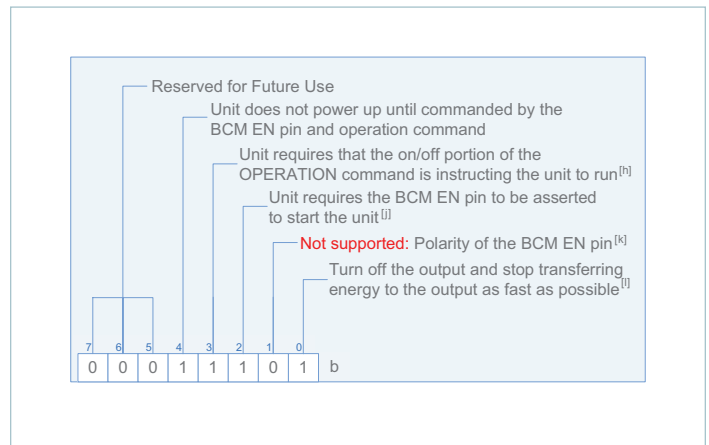 Reserved for Future Use
Unit does not power up until commanded by the
BCM EN pin and operation command
Unit requires that the on/off portion of the
OPERATION command is instructing the unit to run[h]
Unit requires the BCM EN pin to be asserted
to start the unit[j]
Not supported: Polarity of the BCM EN pin[k]
Turn off the output and stop transferring
energy to the output as fast as possible[l]
7 6 5 4 3 2 1 0
0 0 0 1 1 1 0 1 b